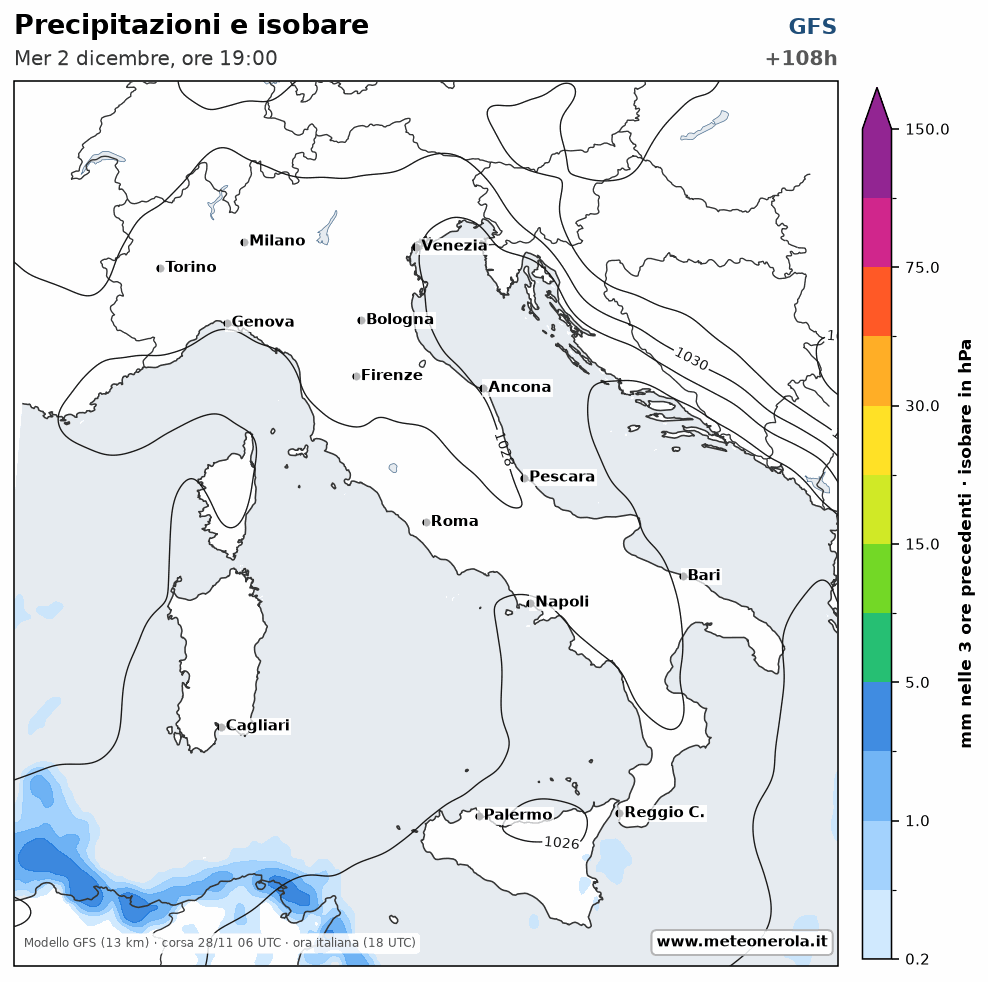 Precipitazioni e isobare
GFS
Mer 2 dicembre, ore 19:00
+108h
150.0
75.0
30.0
15.0
5.0
1.0
0.2
mm nelle 3 ore precedenti · isobare in hPa
Milano
Venezia
Torino
Genova
Bologna
1030
Firenze
Ancona
1028
Pescara
Roma
Bari
Napoli
Cagliari
Palermo
Reggio C.
1026
Modello GFS (13 km) · corsa 28/11 06 UTC · ora italiana (18 UTC)
www.meteonerola.it